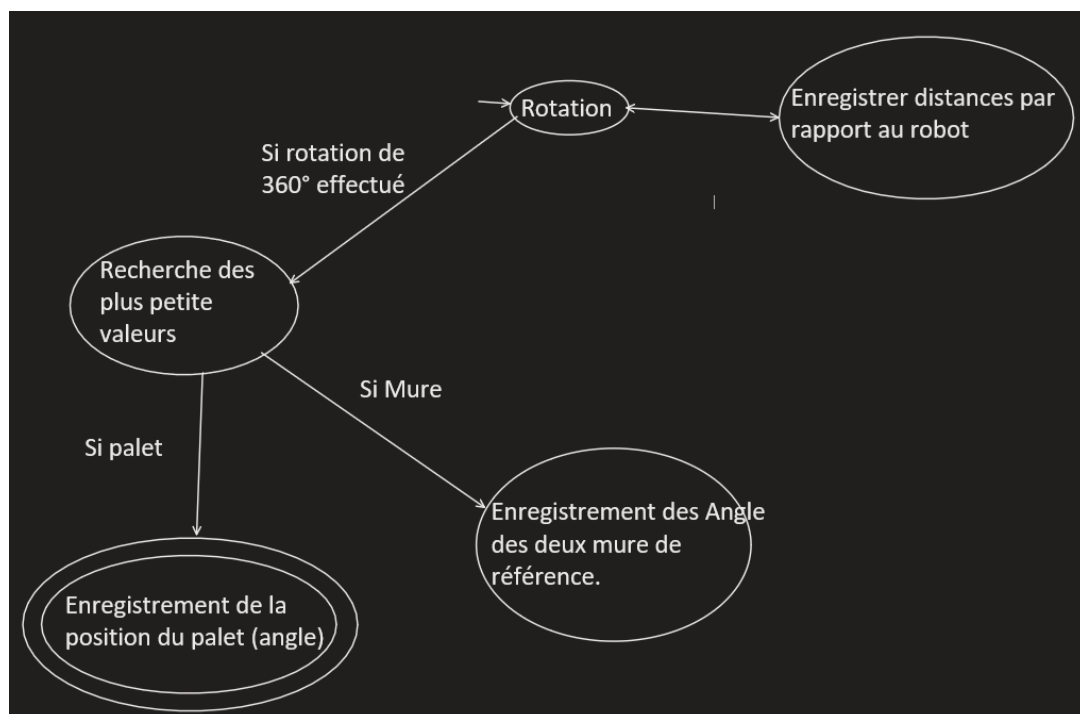 Rotation
Enregistrer distances par
rapport au robot
Si rotation de
360° effectué
Recherche des
plus petite
valeurs
Si Mure
Si palet
Enregistrement des Angle
des deux mure de
référence.
Enregistrement de la
position du palet (angle)